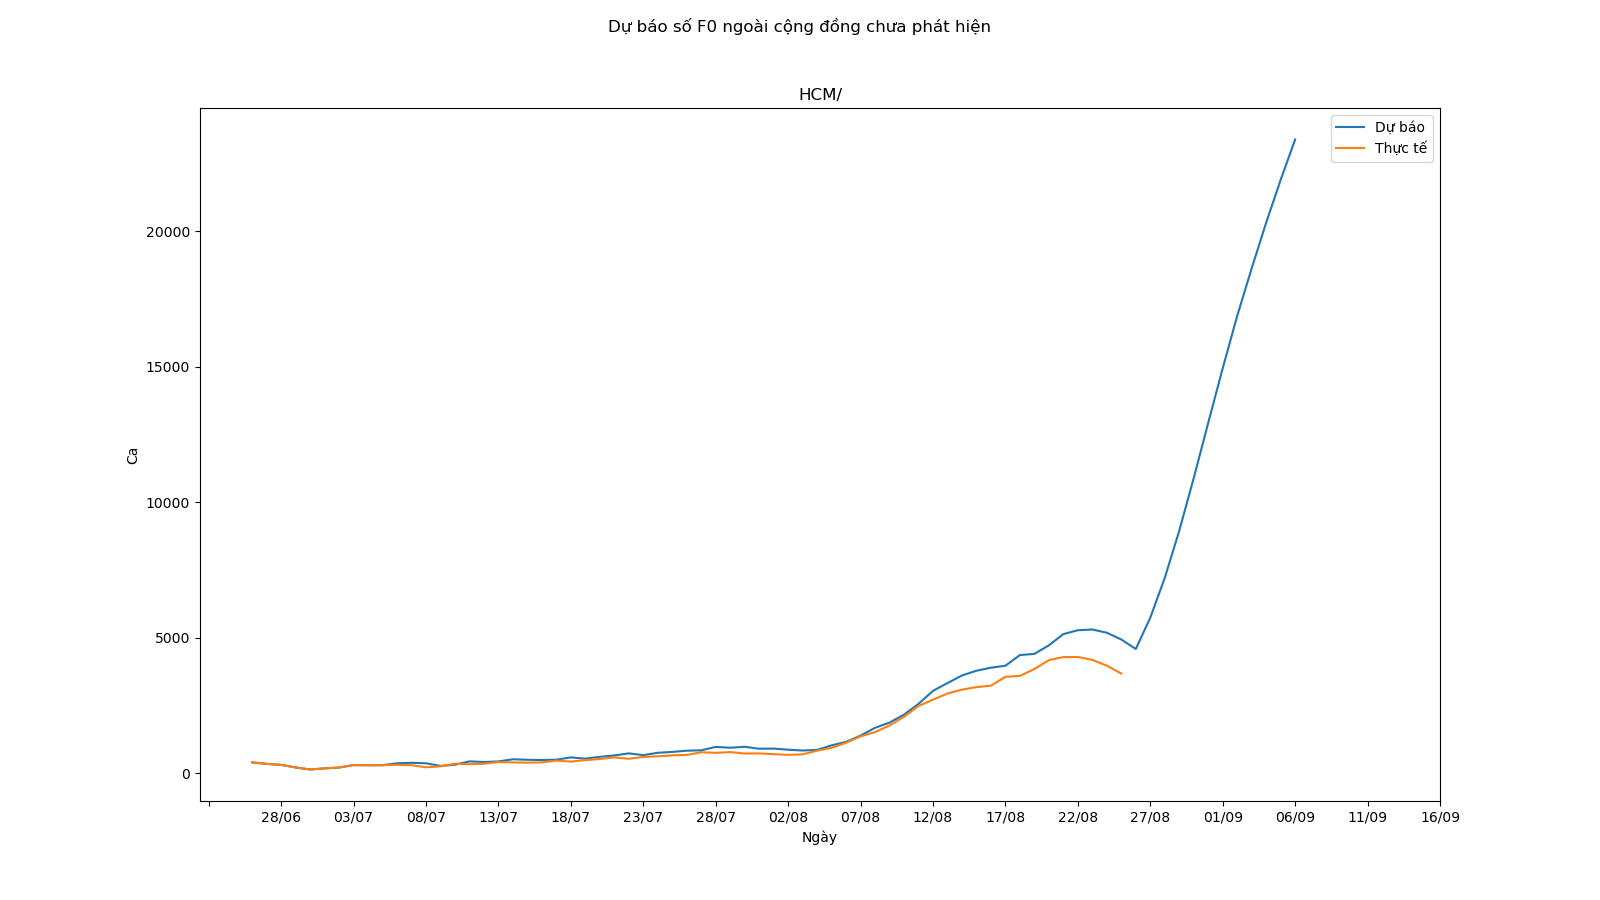 Dự báo số F0 ngoài cộng đồng chưa phát hiện
HCM/
Dự báo
Thực tế
20000
15000
10000
5000
0
Ca
28/06 03/07 08/07 13/07 18/07 23/07 28/07 02/08 07/08 12/08 17/08 22/08 27/08 01/09 06/09 11/09 16/09
Ngày